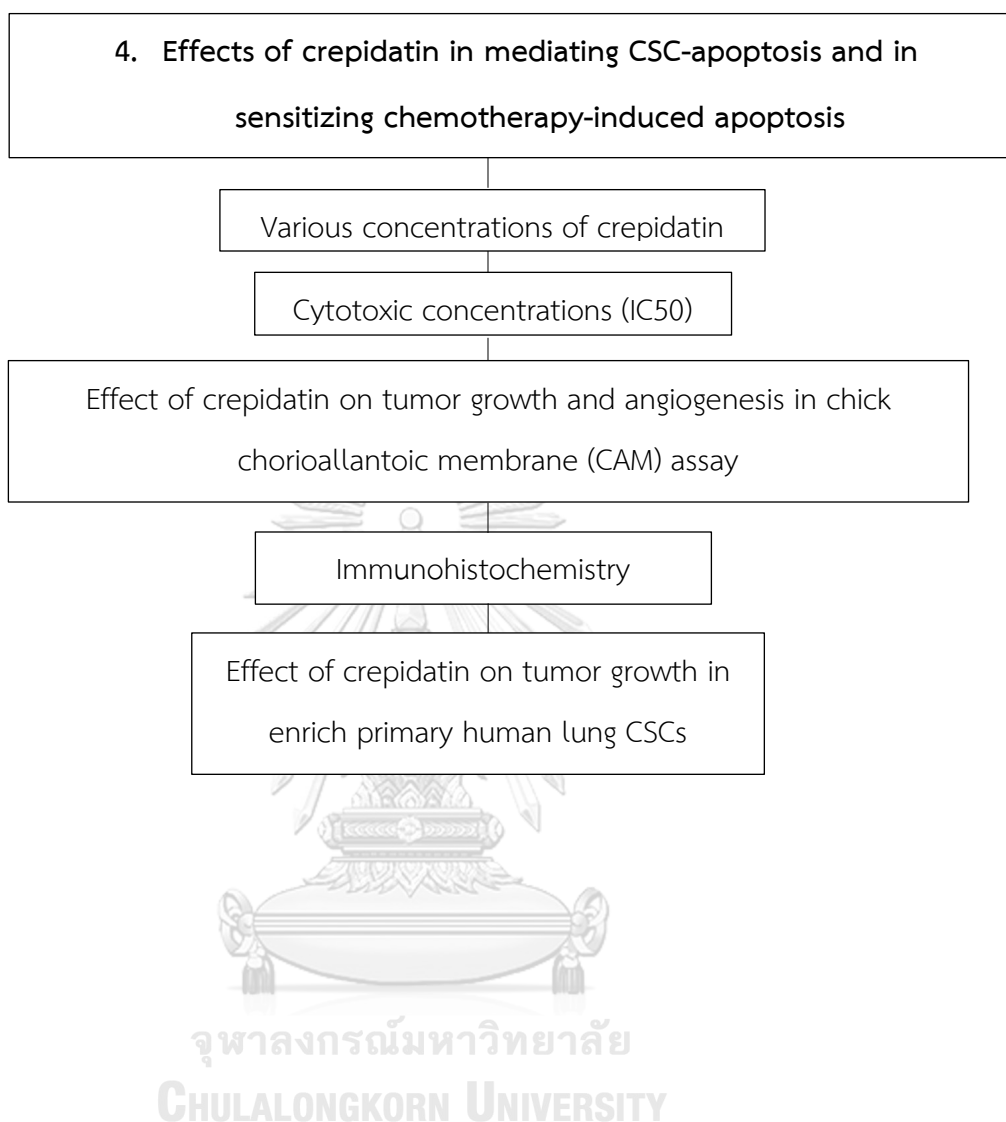 4. Effects of crepidatin in mediating CSC-apoptosis and in
sensitizing chemotherapy-induced apoptosis
Various concentrations of crepidatin
Cytotoxic concentrations (IC50)
Effect of crepidatin on tumor growth and angiogenesis in chick
chorioallantoic membrane (CAM) assay
Immunohistochemistry
Effect of crepidatin on tumor growth in
enrich primary human lung CSCs
จุฬาลงกรณ์มหาวิทยาลัย
CHULALONGKORN UNIVERSITY